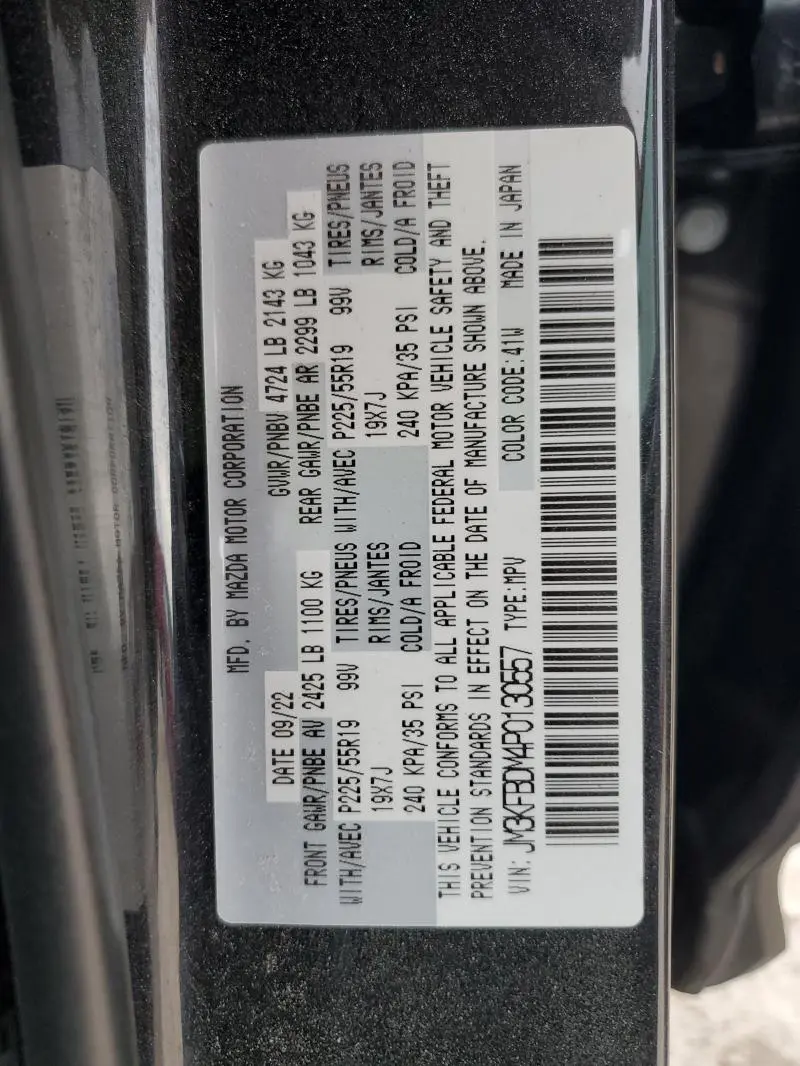 MFD. BY MAZDA MOTOR CORPORATION
DATE 09/22 GVWR/PNBV 4724 LB 2143 KG
FRONT GAWR/PNBE AV 2425 LB 1100 KG REAR GAWR/PNBE AR 2299 LB 1043 KG
WITH/AVEC P225/55R19 99V TIRES/PNEUS WITH/AVEC P225/55R19 99V TIRES/PNEUS
19X7J RIMS/JANTES 19X7J RIMS/JANTES
240 KPA/35 PSI COLD/A FROID 240 KPA/35 PSI COLD/A FROID
THIS VEHICLE CONFORMS TO ALL APPLICABLE FEDERAL MOTOR VEHICLE SAFETY AND THEFT
PREVENTION STANDARDS IN EFFECT ON THE DATE OF MANUFACTURE SHOWN ABOVE.
VIN: JM3KFBDM4P0130557 TYPE:MPV COLOR CODE:41W MADE IN JAPAN